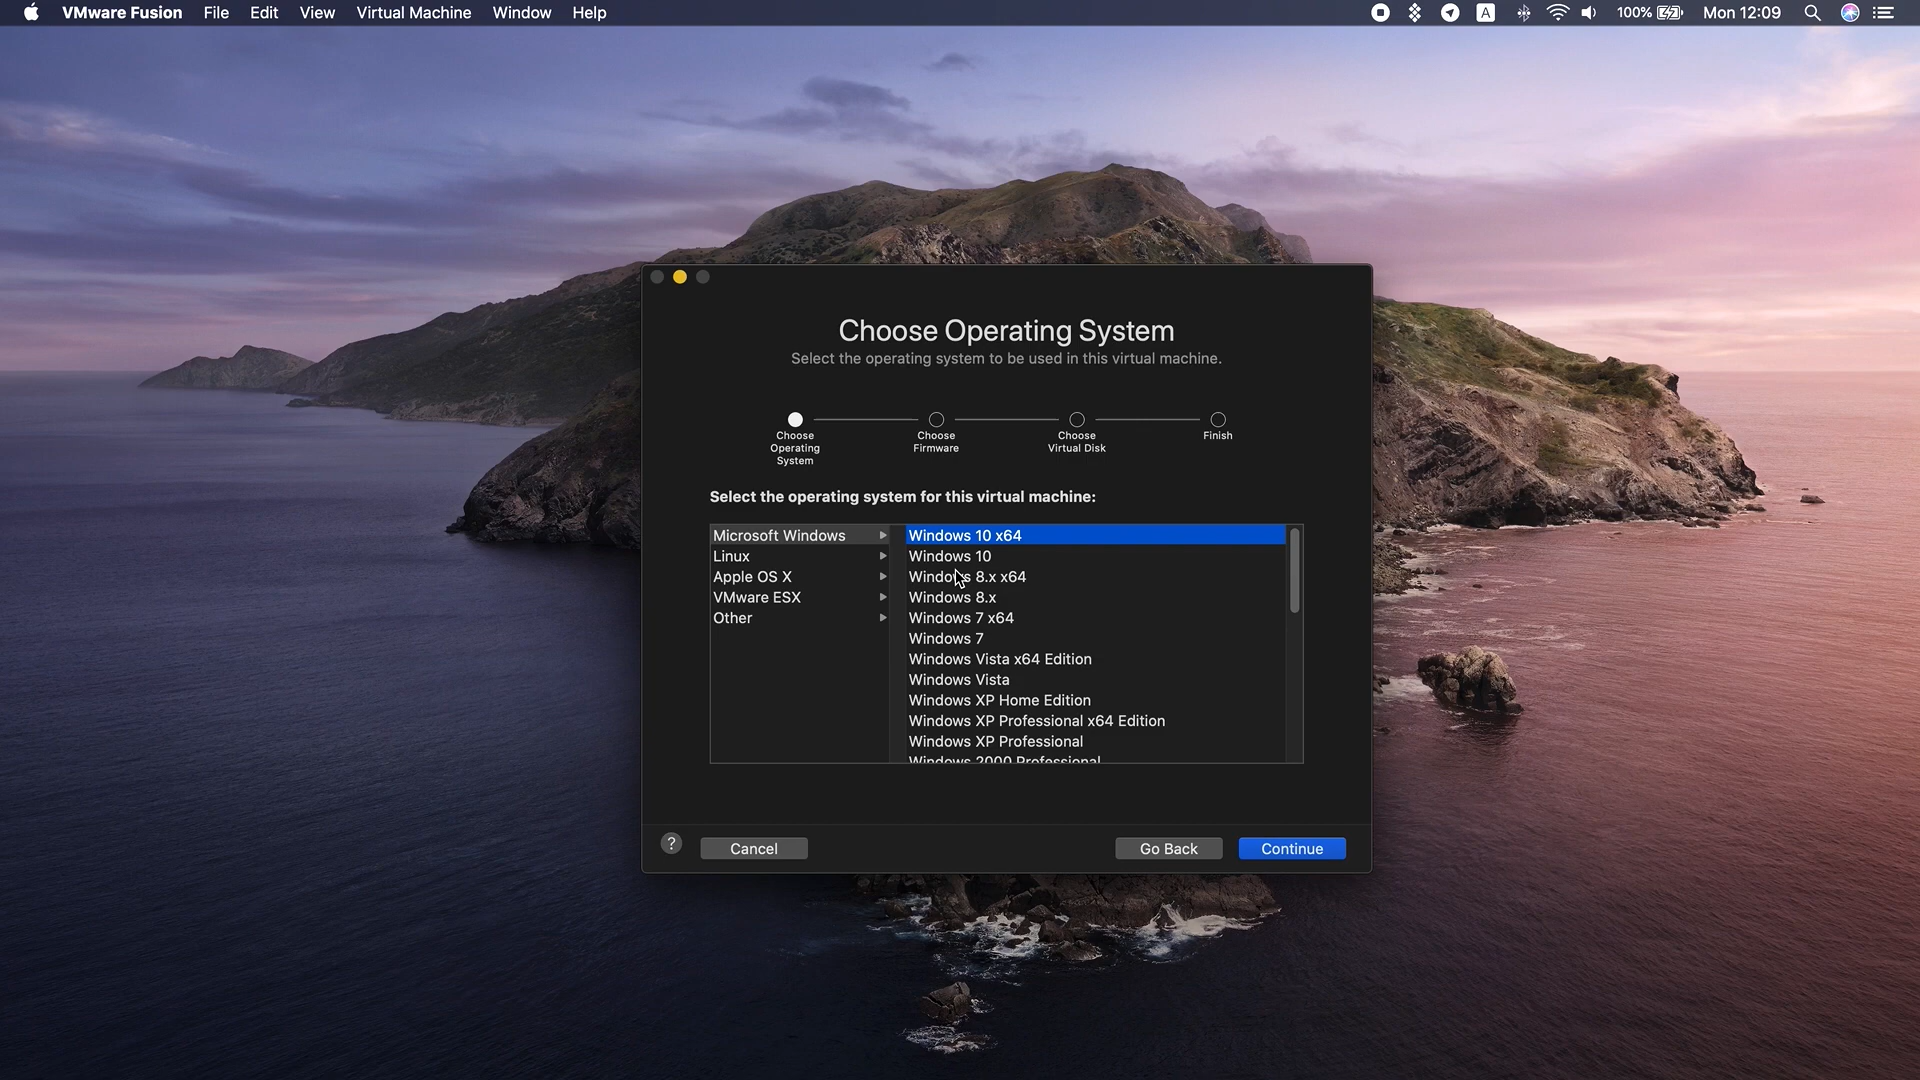 VMware Fusion File Edit View Virtual Machine Window Help A 100% Mon 12:09
Choose Operating System
Select the operating system to be used in this virtual machine.
Choose
Operating
System
Choose
Firmware
Choose
Virtual Disk
Finish
Select the operating system for this virtual machine:
Microsoft Windows
Linux
Apple OS X
VMware ESX
Other
Windows 10 x64
Windows 10
Windows 8.x x64
Windows 8.x
Windows 7 x64
Windows 7
Windows Vista x64 Edition
Windows Vista
Windows XP Home Edition
Windows XP Professional x64 Edition
Windows XP Professional
Windows 2000 Professional
? Cancel Go Back Continue